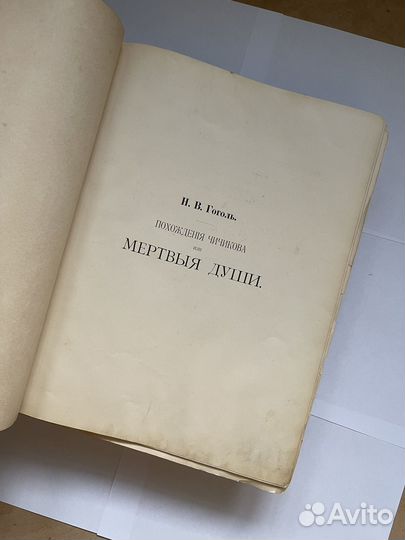 Н. В. Гоголь.
ПОХОЖДЕНІЯ ЧИЧИКОВА
или
МЕРТВЫЯ ДУШИ.
Avito